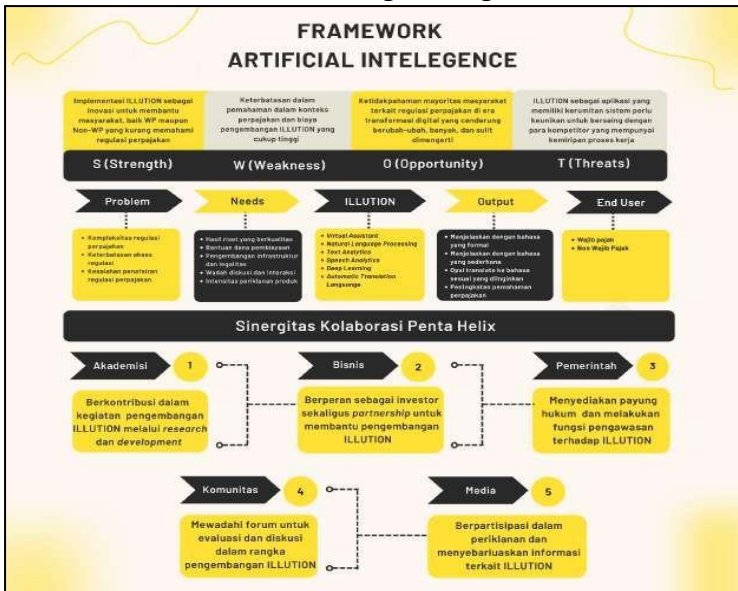 FRAMEWORK
ARTIFICIAL INTELEGENCE
Implementasi ILLUTION sebagai
inovasi untuk membantu
masyarakat, baik WP maupun
Non-WP yang kurang memahami
regulasi perpajakan
Keterbatasan dalam
pemahaman dalam konteks
perpajakan dan biaya
pengembangan ILLUTION yang
cukup tinggi
Ketidakpahaman mayoritas masyarakat
terkait regulasi perpajakan di era
transformasi digital yang cenderung
berubah-ubah, banyak, dan sulit
dimengerti
ILLUTION sebagai aplikasi yang
memiliki kerumitan sistem perlu
keunikan untuk bersaing dengan
para kompetitor yang mempunyai
kemiripan proses kerja
S (Strength)
W (Weakness)
O (Opportunity)
T (Threats)
Problem
Needs
ILLUTION
Output
End User
• Kompleksitas regulasi
perpajakan
• Keterbatasan akses
regulasi
• Kesalahan penafsiran
regulasi perpajakan
• Hasil riset yang berkualitas
• Bantuan dana pembiayaan
• Pengembangan infrastruktur
dan legalitas
• Wadah diskusi dan interaksi
• Intensitas periklanan produk
• Virtual Assistant
• Natural Language Processing
• Text Analytics
• Speech Analytics
• Deep Learning
• Automatic Translation
Language
• Menjelaskan dengan bahasa
yang formal
• Menjelaskan dengan bahasa
yang sederhana
• Opsi translate ke bahasa
sesuai yang diinginkan
• Peningkatan pemahaman
perpajakan
• Wajib pajak
• Non Wajib Pajak
Sinergitas Kolaborasi Penta Helix
Akademisi
1
Berkontribusi dalam
kegiatan pengembangan
ILLUTION melalui research
dan development
Bisnis
2
Berperan sebagai investor
sekaligus partnership untuk
membantu pengembangan
ILLUTION
Pemerintah
3
Menyediakan payung
hukum dan melakukan
fungsi pengawasan
terhadap ILLUTION
Komunitas
4
Mewadahi forum untuk
evaluasi dan diskusi
dalam rangka
pengembangan ILLUTION
Media
5
Berpartisipasi dalam
periklanan dan
menyebarluaskan informasi
terkait ILLUTION